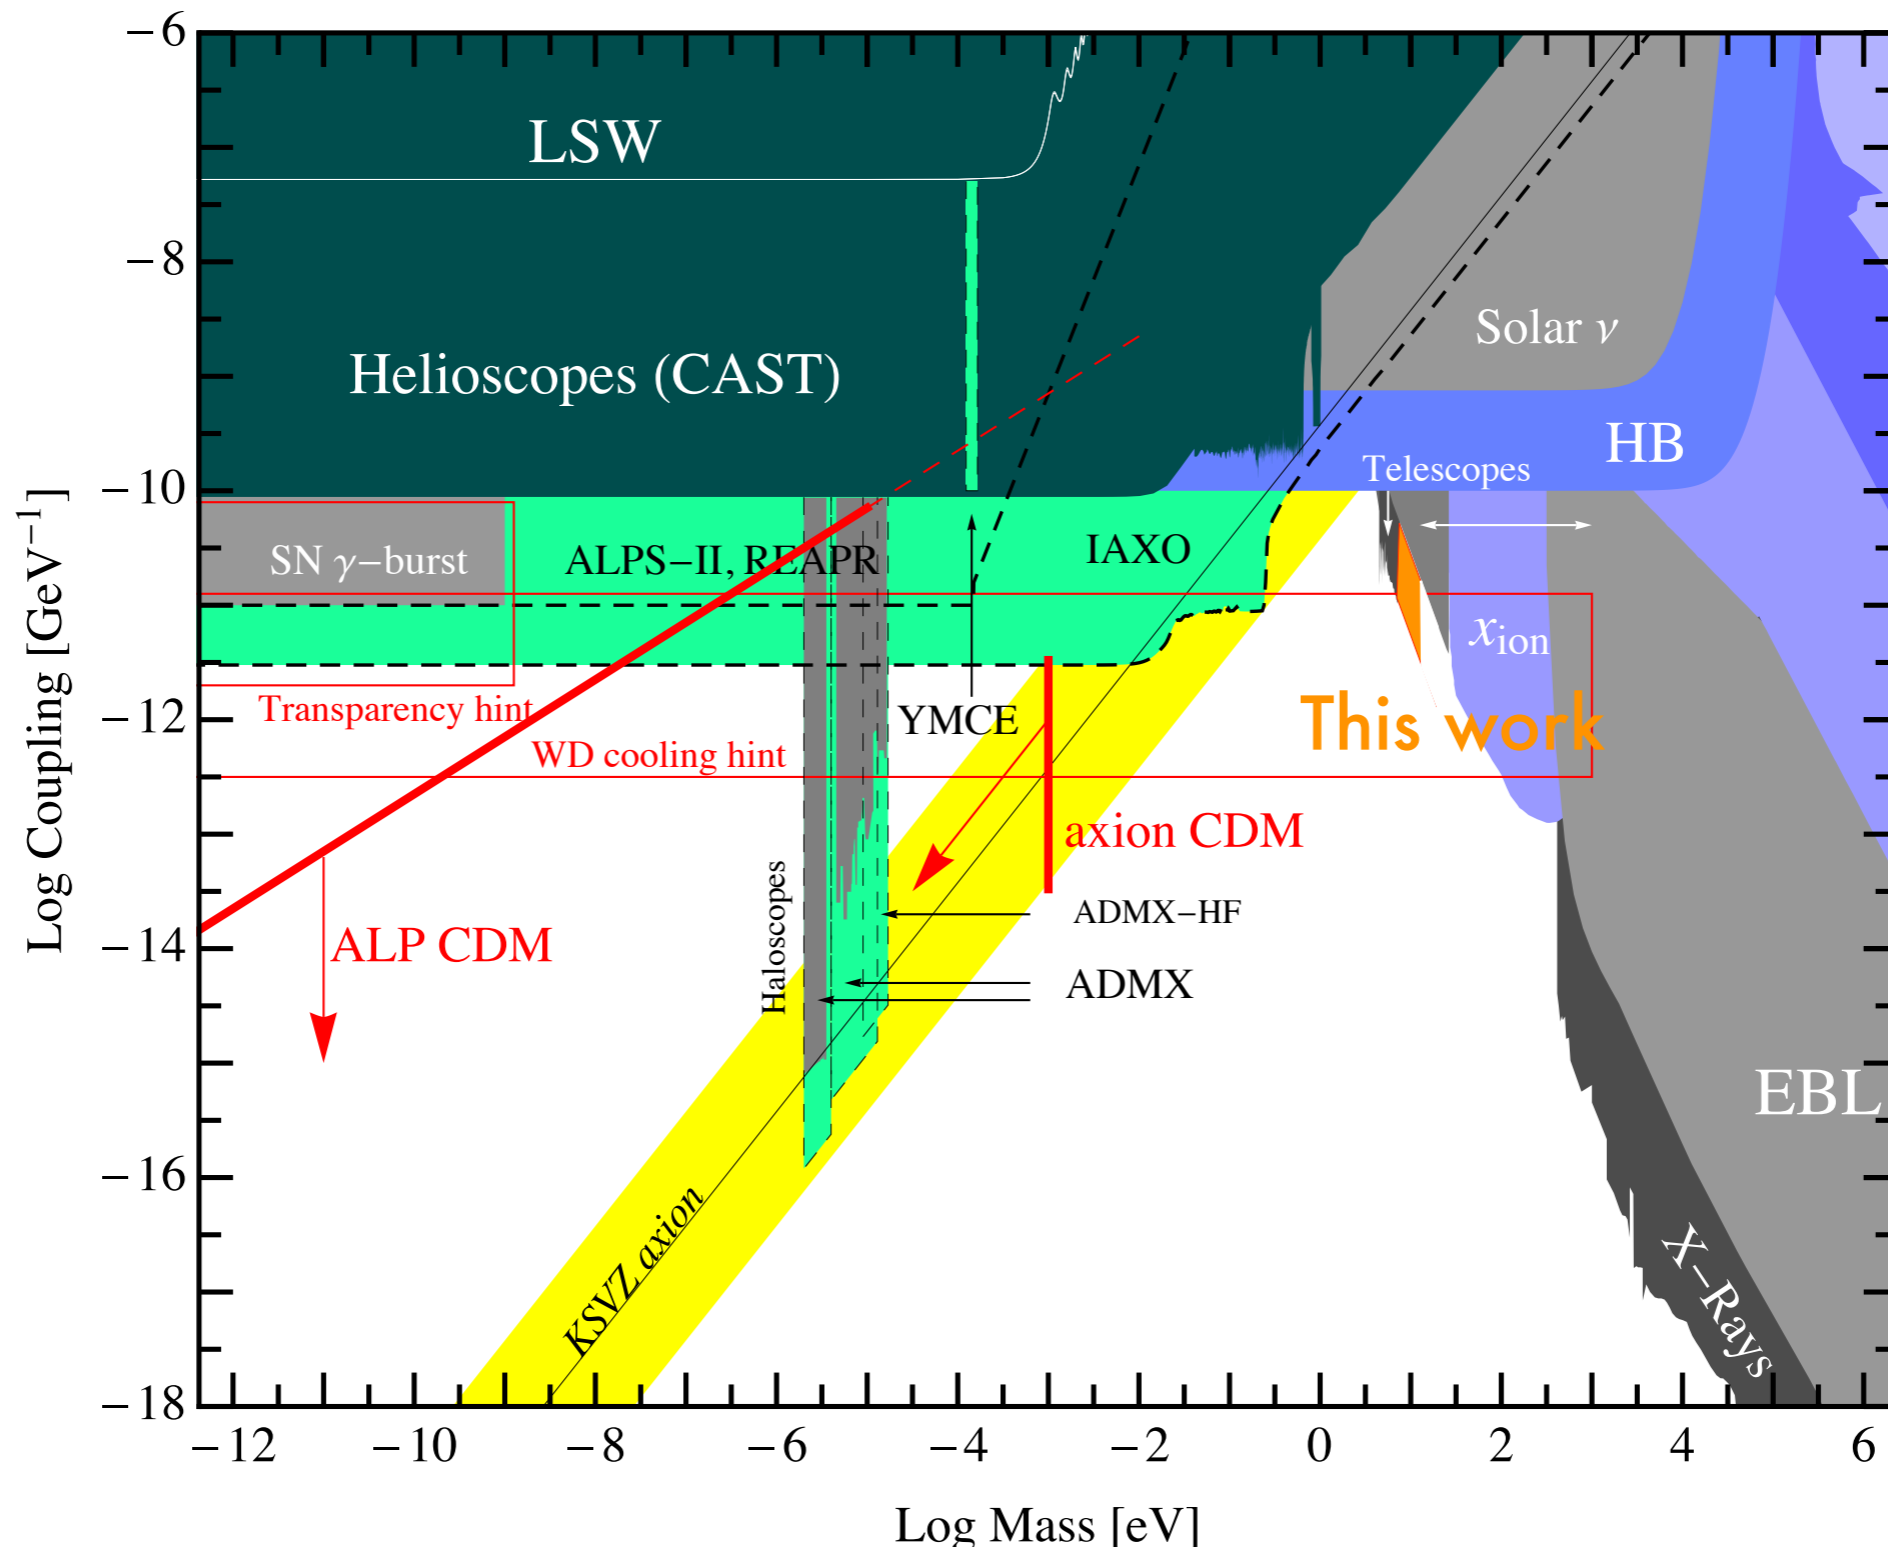 −6
LSW
−8
Solar ν
Helioscopes (CAST)
HB
Telescopes
−10
SN γ−burst
ALPS−II, REAPR
IAXO
x ion
Transparency hint
YMCE
This work
−12
WD cooling hint
axion CDM
Haloscopes
ADMX−HF
−14
ALP CDM
ADMX
EBL
−16
KSVZ axion
X−Rays
−18
−12 −10 −8 −6 −4 −2 0 2 4 6
Log Mass [eV]
Log Coupling [GeV⁻¹]